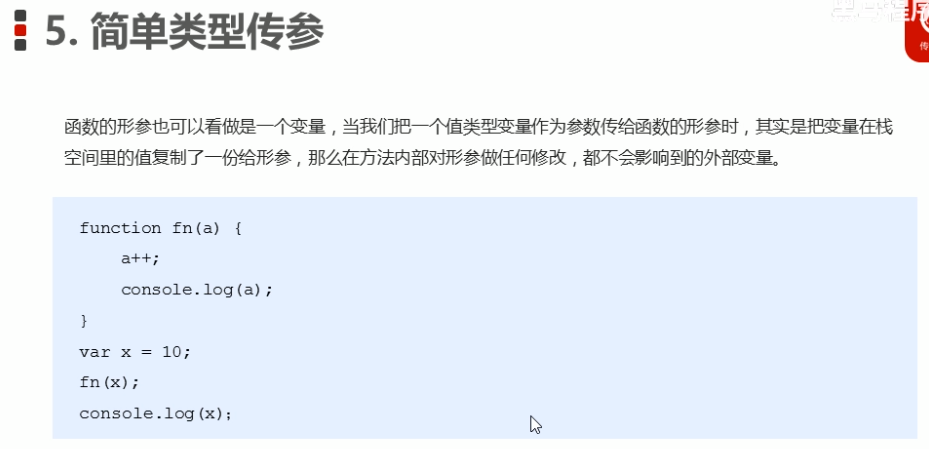 5. 简单类型传参
函数的形参也可以看做是一个变量，当我们把一个值类型变量作为参数传给函数的形参时，其实是把变量在栈
空间里的值复制了一份给形参，那么在方法内部对形参做任何修改，都不会影响到的外部变量。
function fn(a) {
a++;
console.log(a);
}
var x = 10;
fn(x);
console.log(x);